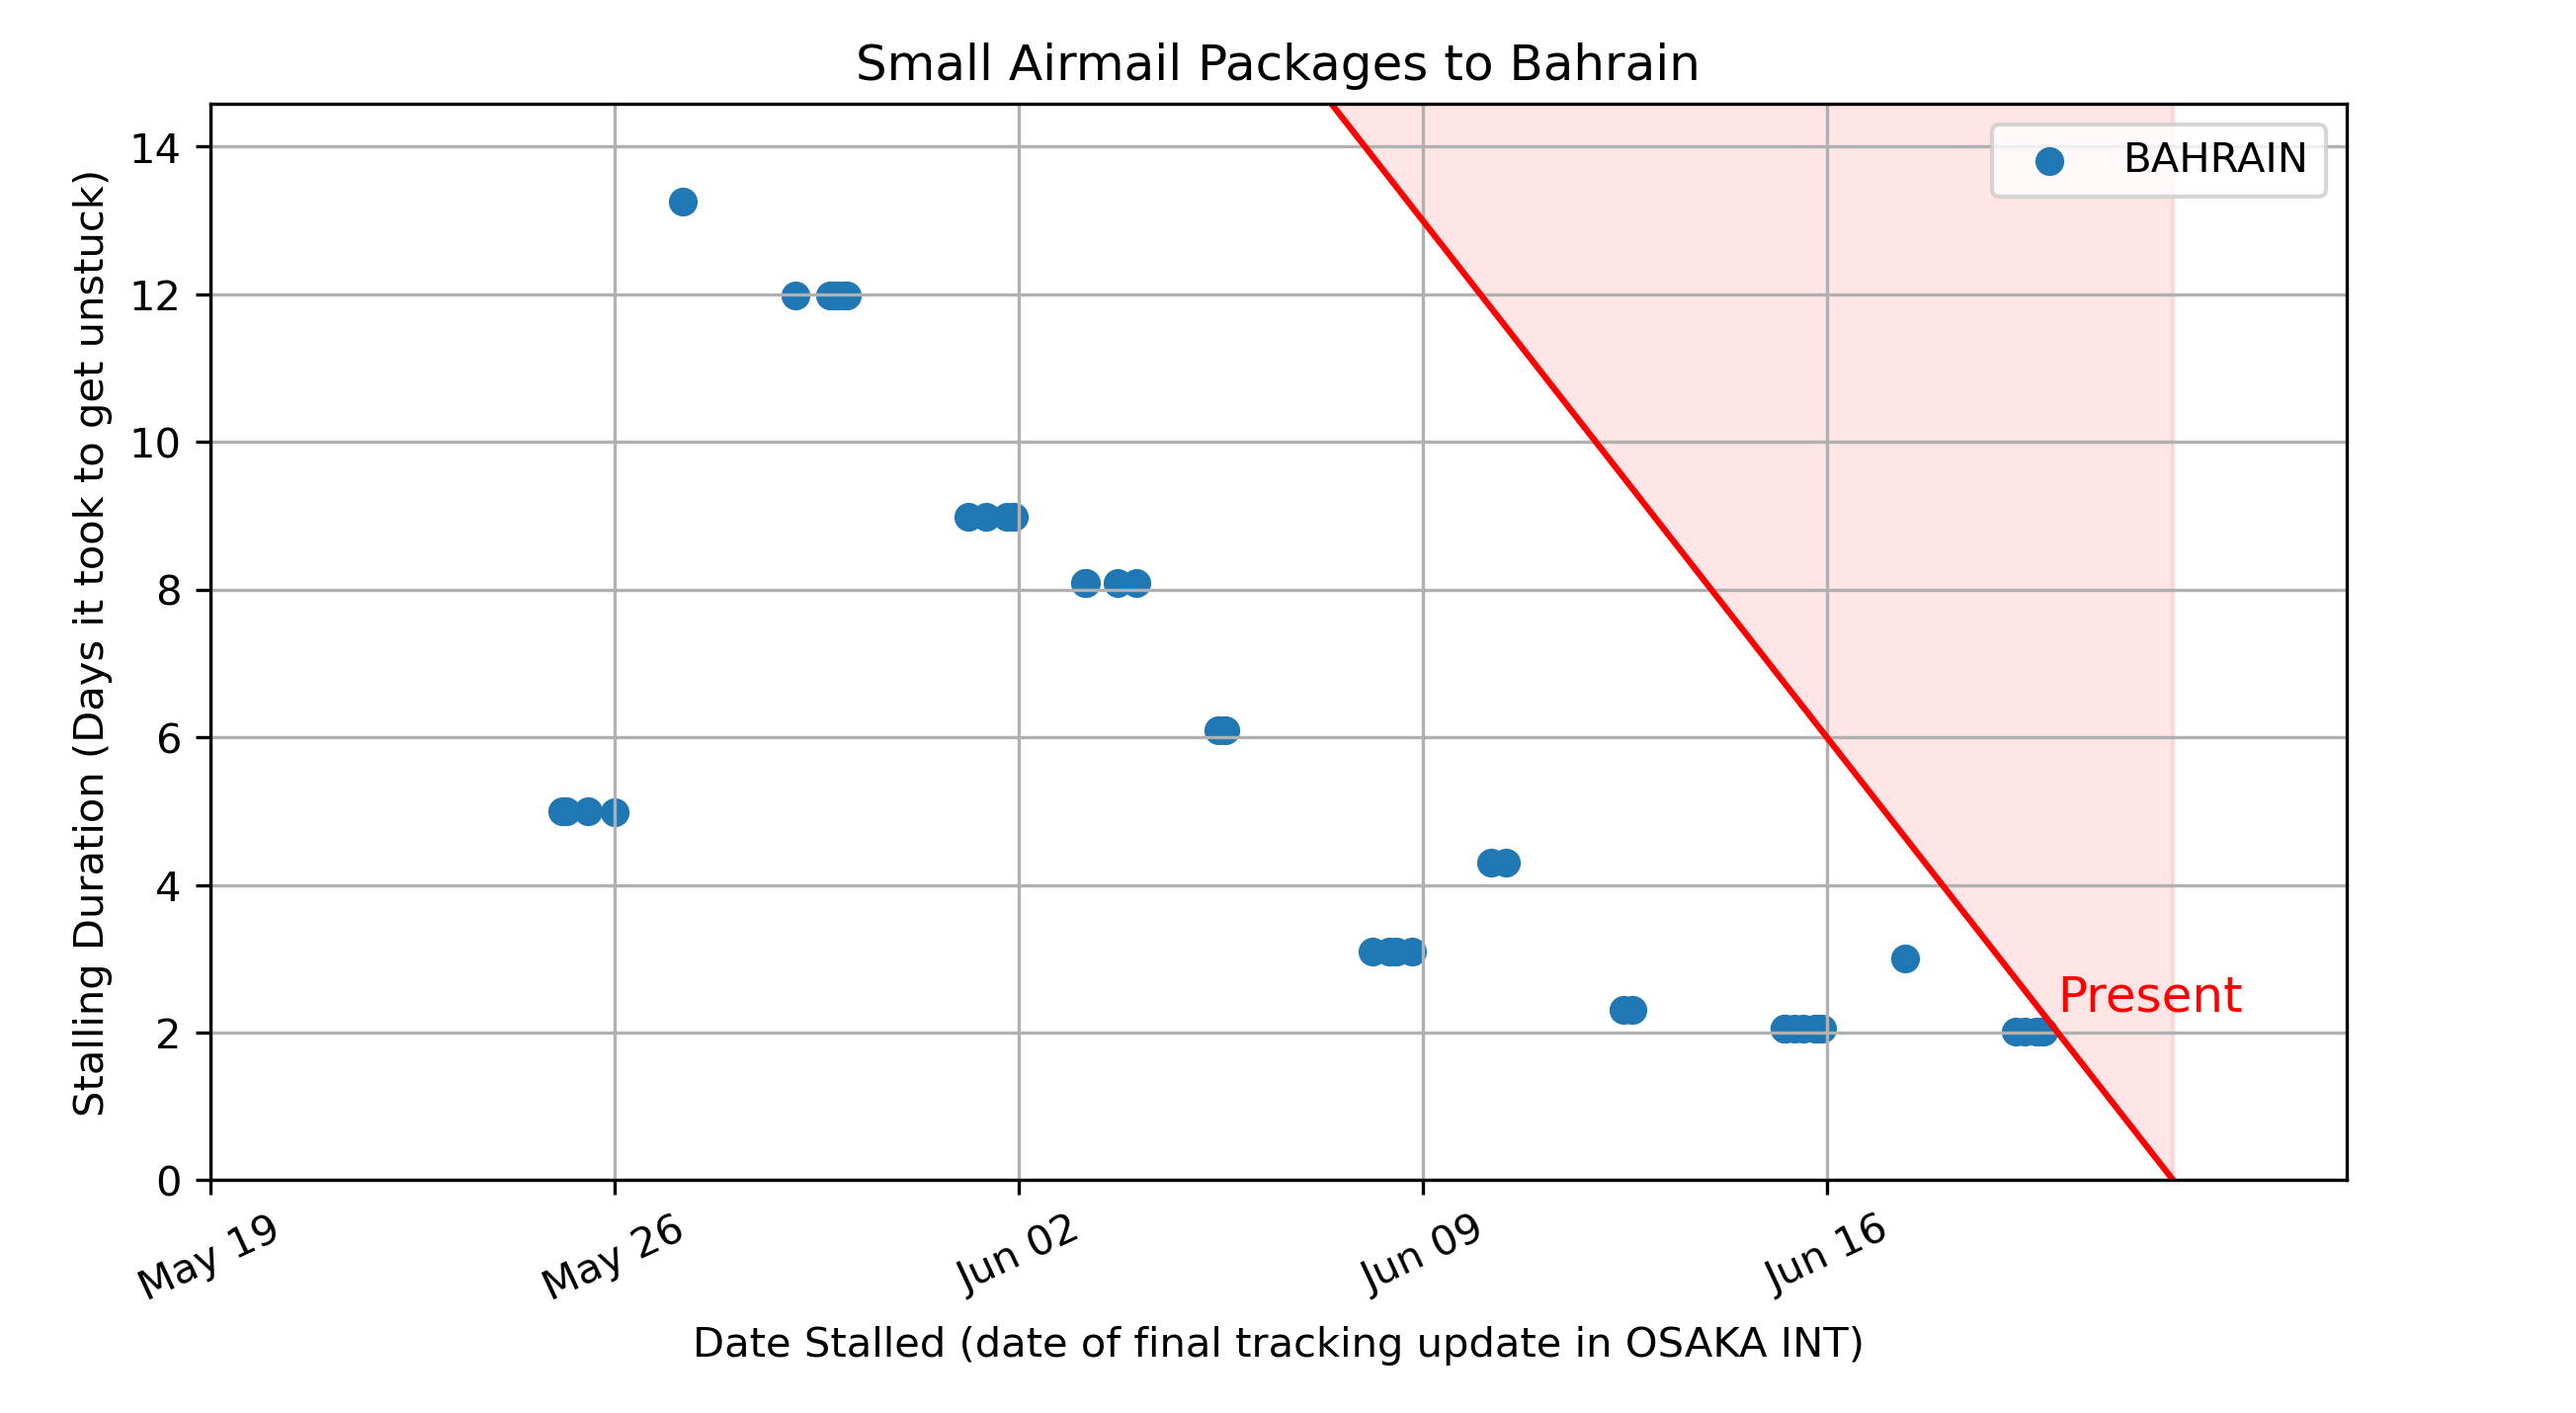 Small Airmail Packages to Bahrain
BAHRAIN
Stalling Duration (Days it took to get unstuck)
14
12
10
8
6
4
2
0
Present
May 19
May 26
Jun 02
Jun 09
Jun 16
Date Stalled (date of final tracking update in OSAKA INT)